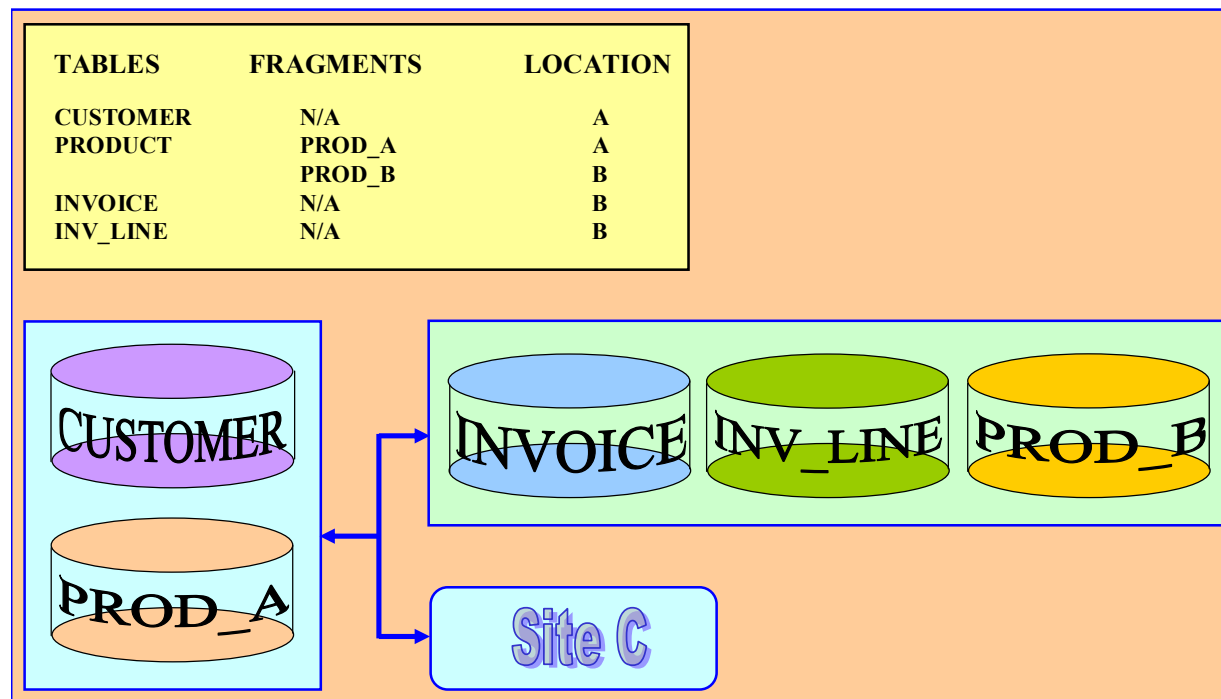 TABLES FRAGMENTS LOCATION
CUSTOMER N/A A
PRODUCT PROD_A A
PROD_B B
INVOICE N/A B
INV_LINE N/A B
CUSTOMER
INVOICE INV_LINE PROD_B
PROD_A
Site C